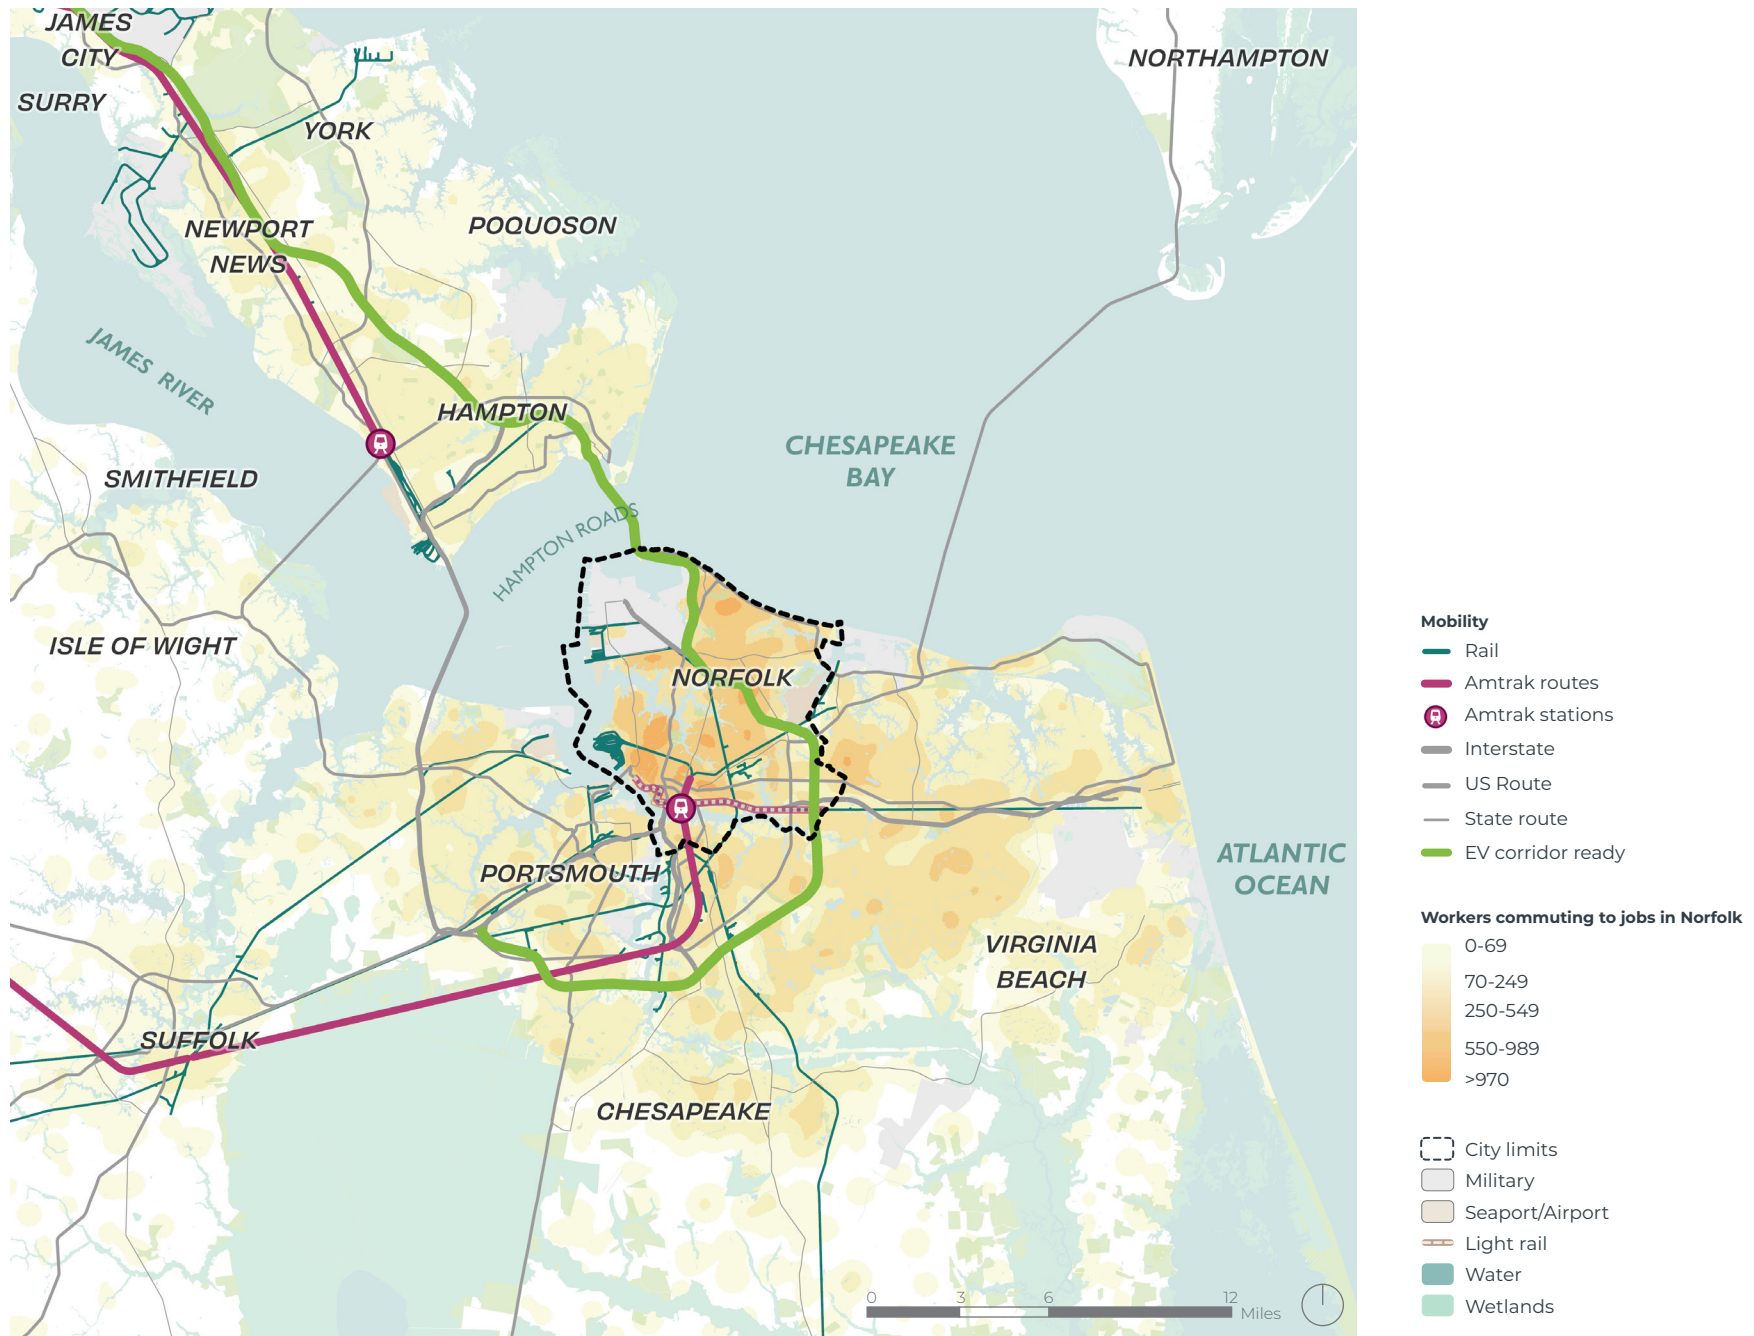 JAMES
CITY
SURRY
YORK
NORTHAMPTON
NEWPORT
NEWS
POQUOSON
JAMES RIVER
HAMPTON
CHESAPEAKE
BAY
SMITHFIELD
HAMPTON ROADS
ISLE OF WIGHT
NORFOLK
PORTSMOUTH
ATLANTIC
OCEAN
VIRGINIA
BEACH
SUFFOLK
CHESAPEAKE
0 3 6 12
Miles
Mobility
Rail
Amtrak routes
Amtrak stations
Interstate
US Route
State route
EV corridor ready
Workers commuting to jobs in Norfolk
0-69
70-249
250-549
550-989
>970
City limits
Military
Seaport/Airport
Light rail
Water
Wetlands